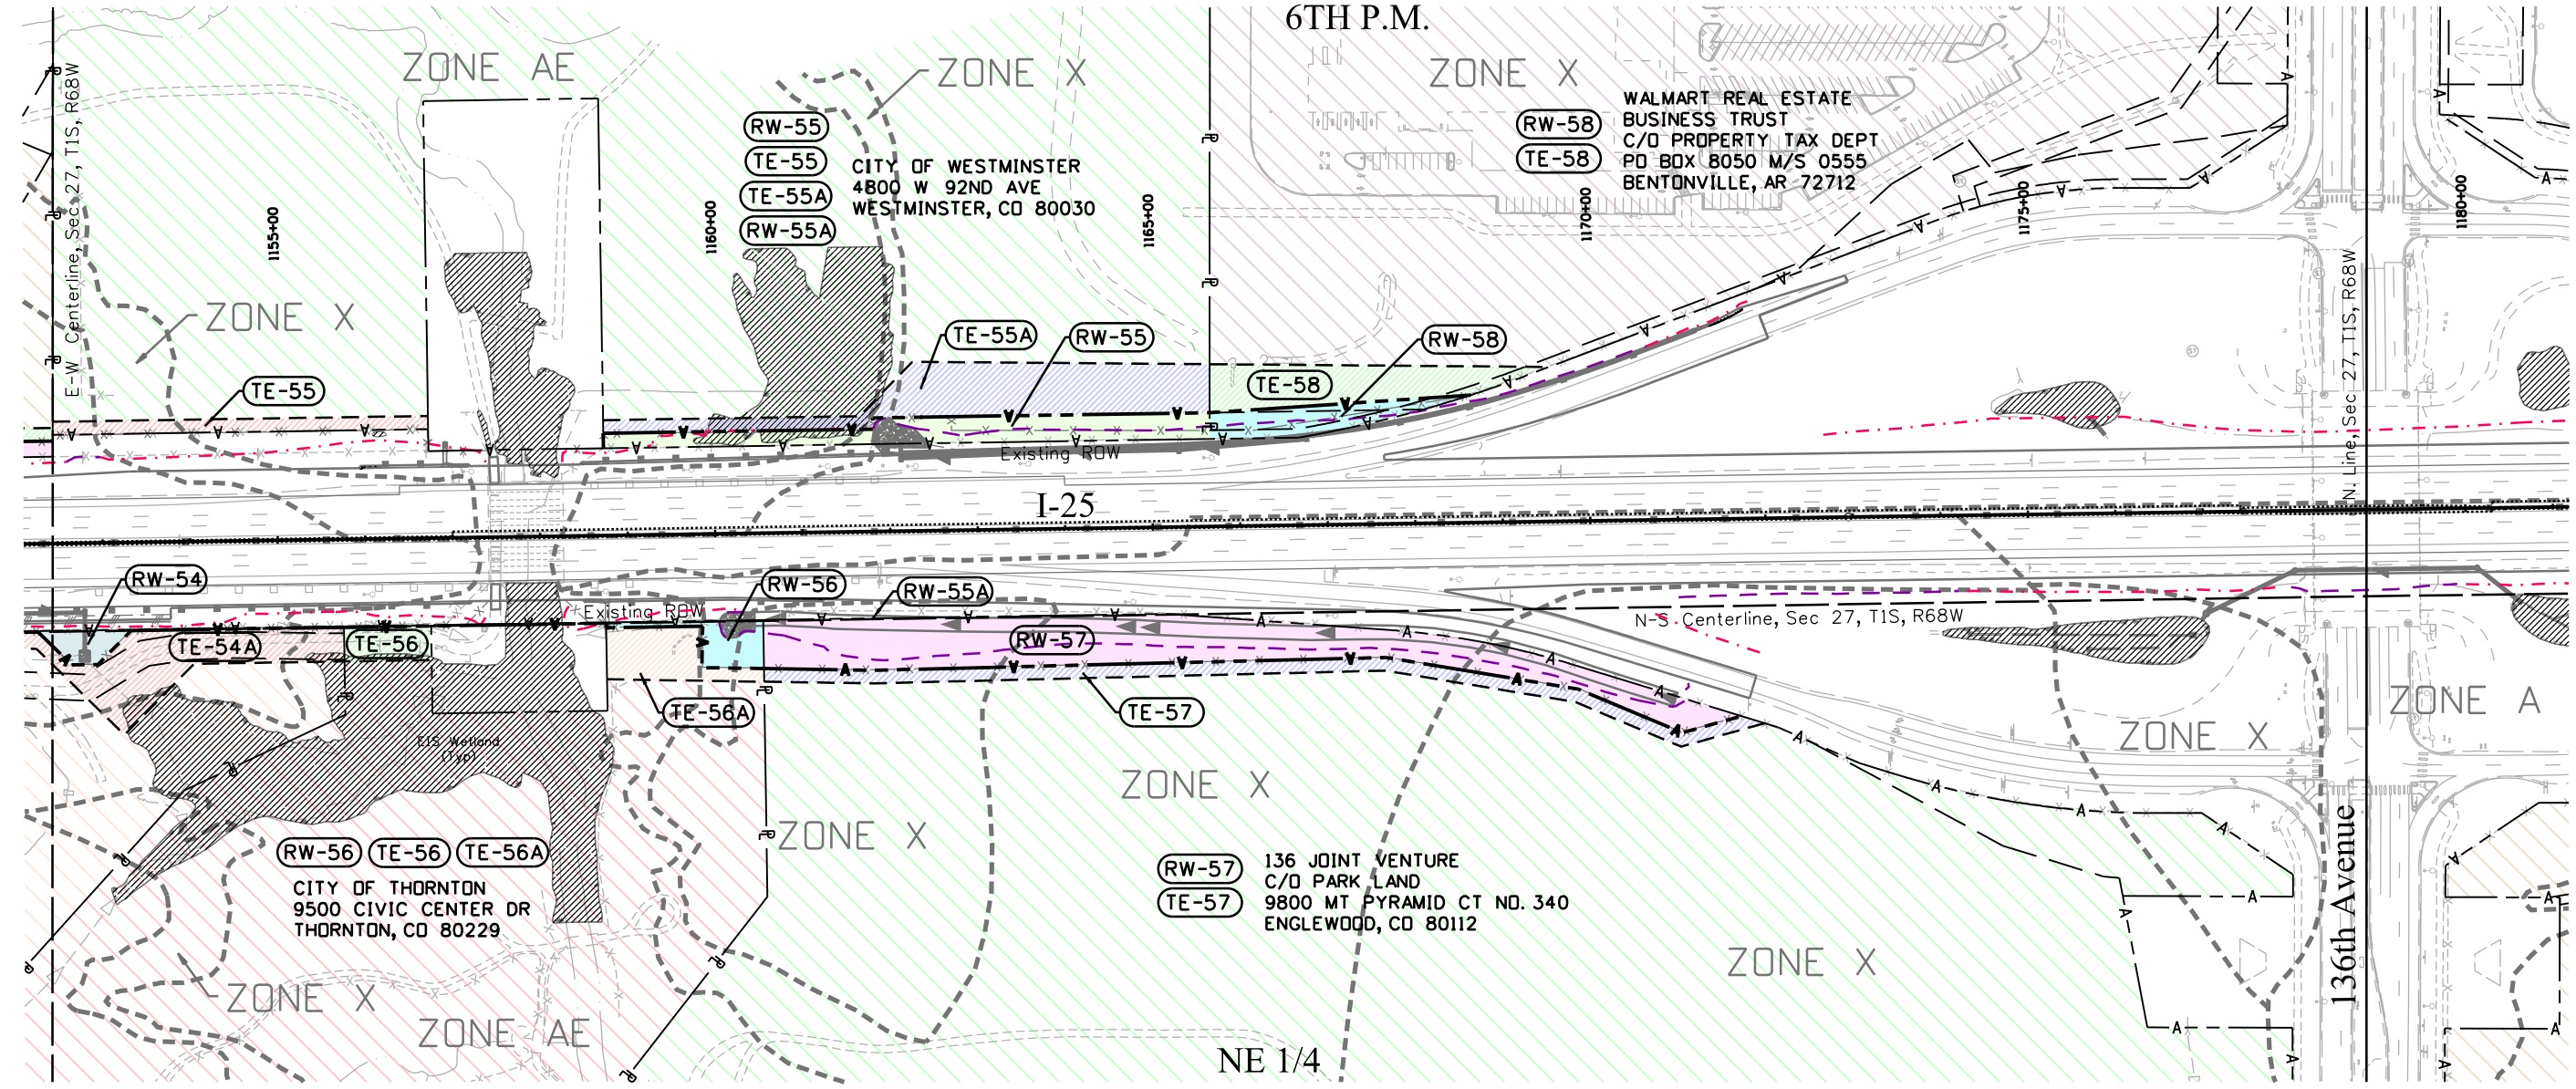 6TH P.M.
ZONE AE
ZONE X
ZONE X
E-W Centerline, Sec 27, T1S, R68W
1155+00
ZONE X
1160+00
RW-55
TE-55
TE-55A
RW-55A
CITY OF WESTMINSTER
4800 W 92ND AVE
WESTMINSTER, CO 80030
1165+00
RW-58
TE-58
WALMART REAL ESTATE
BUSINESS TRUST
C/O PROPERTY TAX DEPT
PO BOX 8050 M/S 0555
BENTONVILLE, AR 72712
1170+00
1175+00
1180+00
N. Line, Sec 27, T1S, R68W
TE-55
TE-55A
RW-55
RW-58
TE-58
Existing ROW
I-25
RW-54
RW-56
RW-55A
Existing ROW
N-S Centerline, Sec 27, T1S, R68W
TE-54A
TE-56
RW-57
TE-56A
TE-57
EIS Wetland
(Typ)
ZONE X
ZONE A
ZONE X
ZONE X
RW-56 TE-56 TE-56A
CITY OF THORNTON
9500 CIVIC CENTER DR
THORNTON, CO 80229
RW-57
TE-57
136 JOINT VENTURE
C/O PARK LAND
9800 MT PYRAMID CT NO. 340
ENGLEWOOD, CO 80112
136th Avenue
ZONE X
ZONE X
ZONE AE
NE 1/4